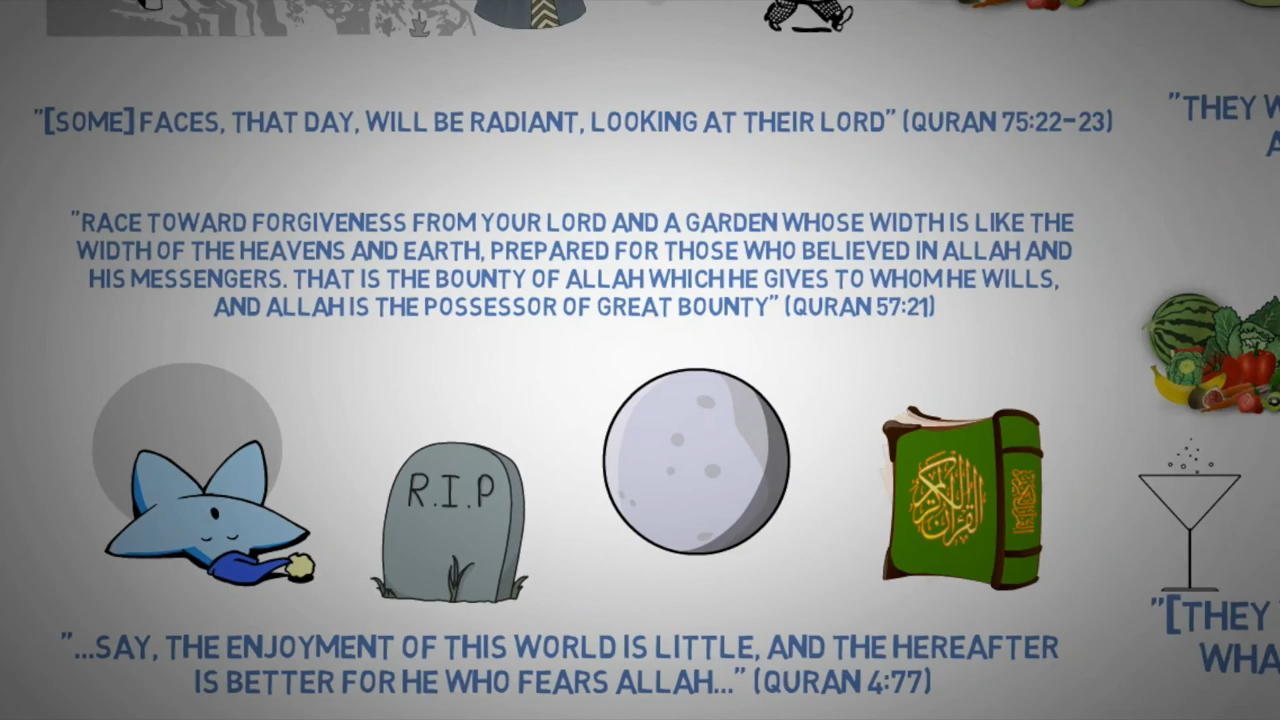 "[SOME] FACES, THAT DAY, WILL BE RADIANT, LOOKING AT THEIR LORD" (QURAN 75:22-23)
"THEY
"RACE TOWARD FORGIVENESS FROM YOUR LORD AND A GARDEN WHOSE WIDTH IS LIKE THE
WIDTH OF THE HEAVENS AND EARTH, PREPARED FOR THOSE WHO BELIEVED IN ALLAH AND
HIS MESSENGERS. THAT IS THE BOUNTY OF ALLAH WHICH HE GIVES TO WHOM HE WILLS,
AND ALLAH IS THE POSSESSOR OF GREAT BOUNTY" (QURAN 57:21)
R.I.P
القرآن الكريم
"...SAY, THE ENJOYMENT OF THIS WORLD IS LITTLE, AND THE HEREAFTER
IS BETTER FOR HE WHO FEARS ALLAH..." (QURAN 4:77)
"[THEY